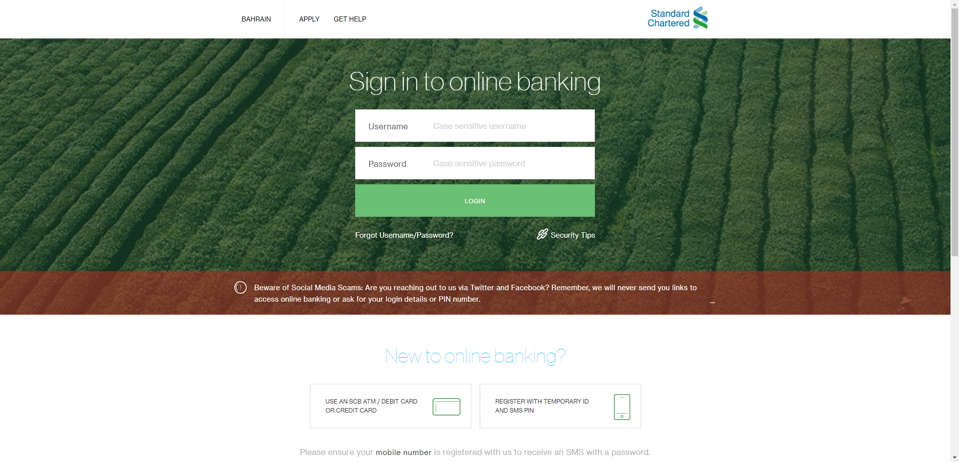 BAHRAIN APPLY GET HELP
Standard
Chartered
Sign in to online banking
Username Case sensitive username
Password Case sensitive password
LOGIN
Forgot Username/Password? Security Tips
Beware of Social Media Scams: Are you reaching out to us via Twitter and Facebook? Remember, we will never send you links to
access online banking or ask for your login details or PIN number.
...
New to online banking?
USE AN SCB ATM / DEBIT CARD
OR CREDIT CARD
REGISTER WITH TEMPORARY ID
AND SMS PIN
Please ensure your mobile number is registered with us to receive an SMS with a password.